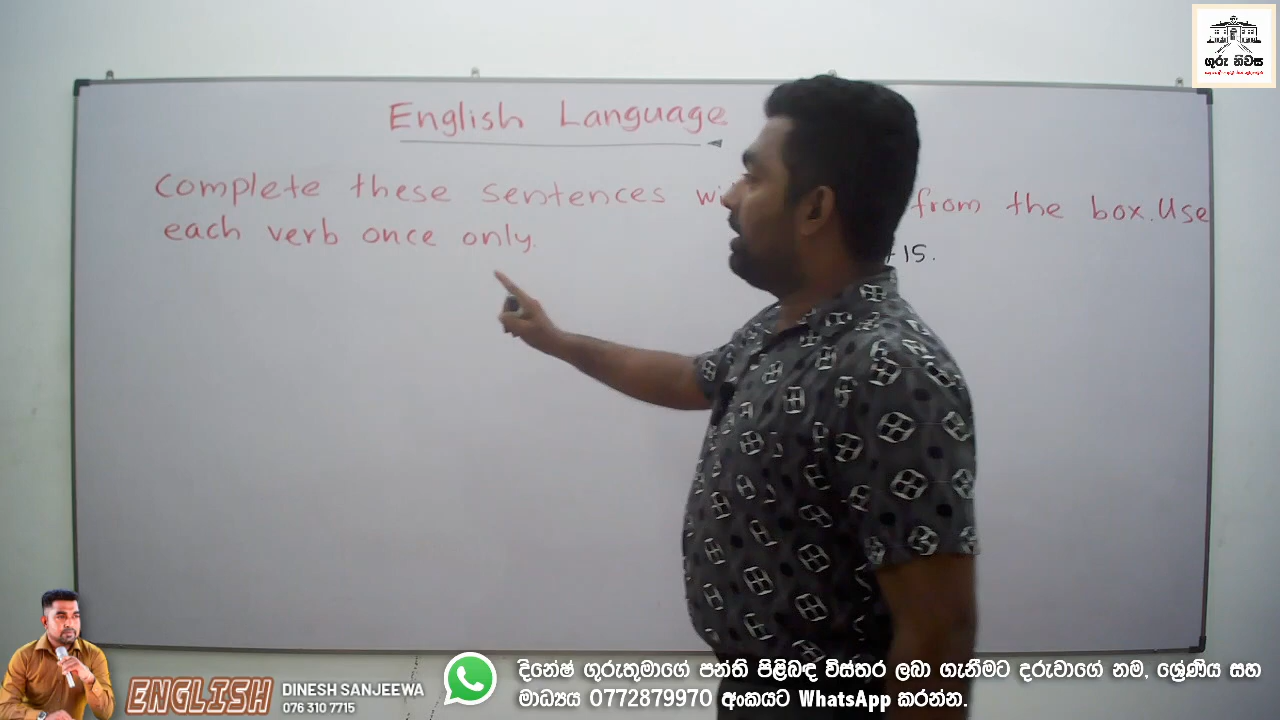 ගුරු නිවස
English Language
Complete these sentences wi from the box. Use
each verb once only.
+ 15.
ENGLISH
DINESH SANJEEWA
076 310 7715
දිනේෂ් ගුරුතුමාගේ පන්ති පිළිබඳ විස්තර ලබා ගැනීමට දරුවාගේ නම, ශ්‍රේණිය සහ
මාධ්‍යය 0772879970 අංකයට WhatsApp කරන්න.